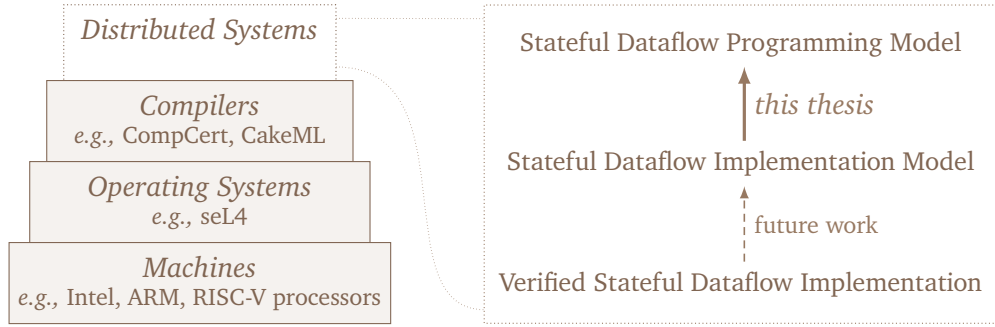 Distributed Systems
Compilers
e.g., CompCert, CakeML
Operating Systems
e.g., seL4
Machines
e.g., Intel, ARM, RISC-V processors
Stateful Dataflow Programming Model
this thesis
Stateful Dataflow Implementation Model
future work
Verified Stateful Dataflow Implementation